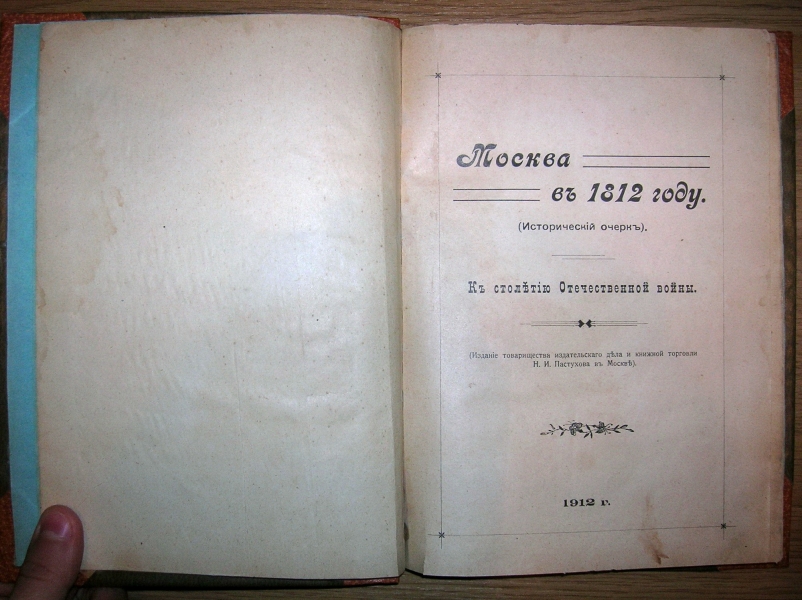 Москва
въ 1812 году.
(Историческій очеркъ).
Къ столѣтію Отечественной войны.
(Изданіе товарищества издательскаго дѣла и книжной торговли
Н. И. Пастухова въ Москвѣ).
1912 г.